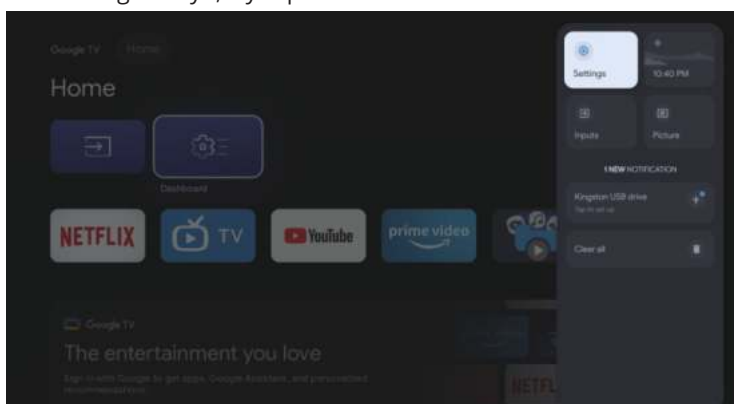 Google TV Home
Home
Settings
10:40 PM
Inputs
Picture
Dashboard
1 NEW NOTIFICATION
Kingston USB drive
Tap to set up
NETFLIX
TV
YouTube
prime video
Clear all
Google TV
The entertainment you love
Sign in with Google to get apps, Google Assistant, and personalized
recommendations
NETFL